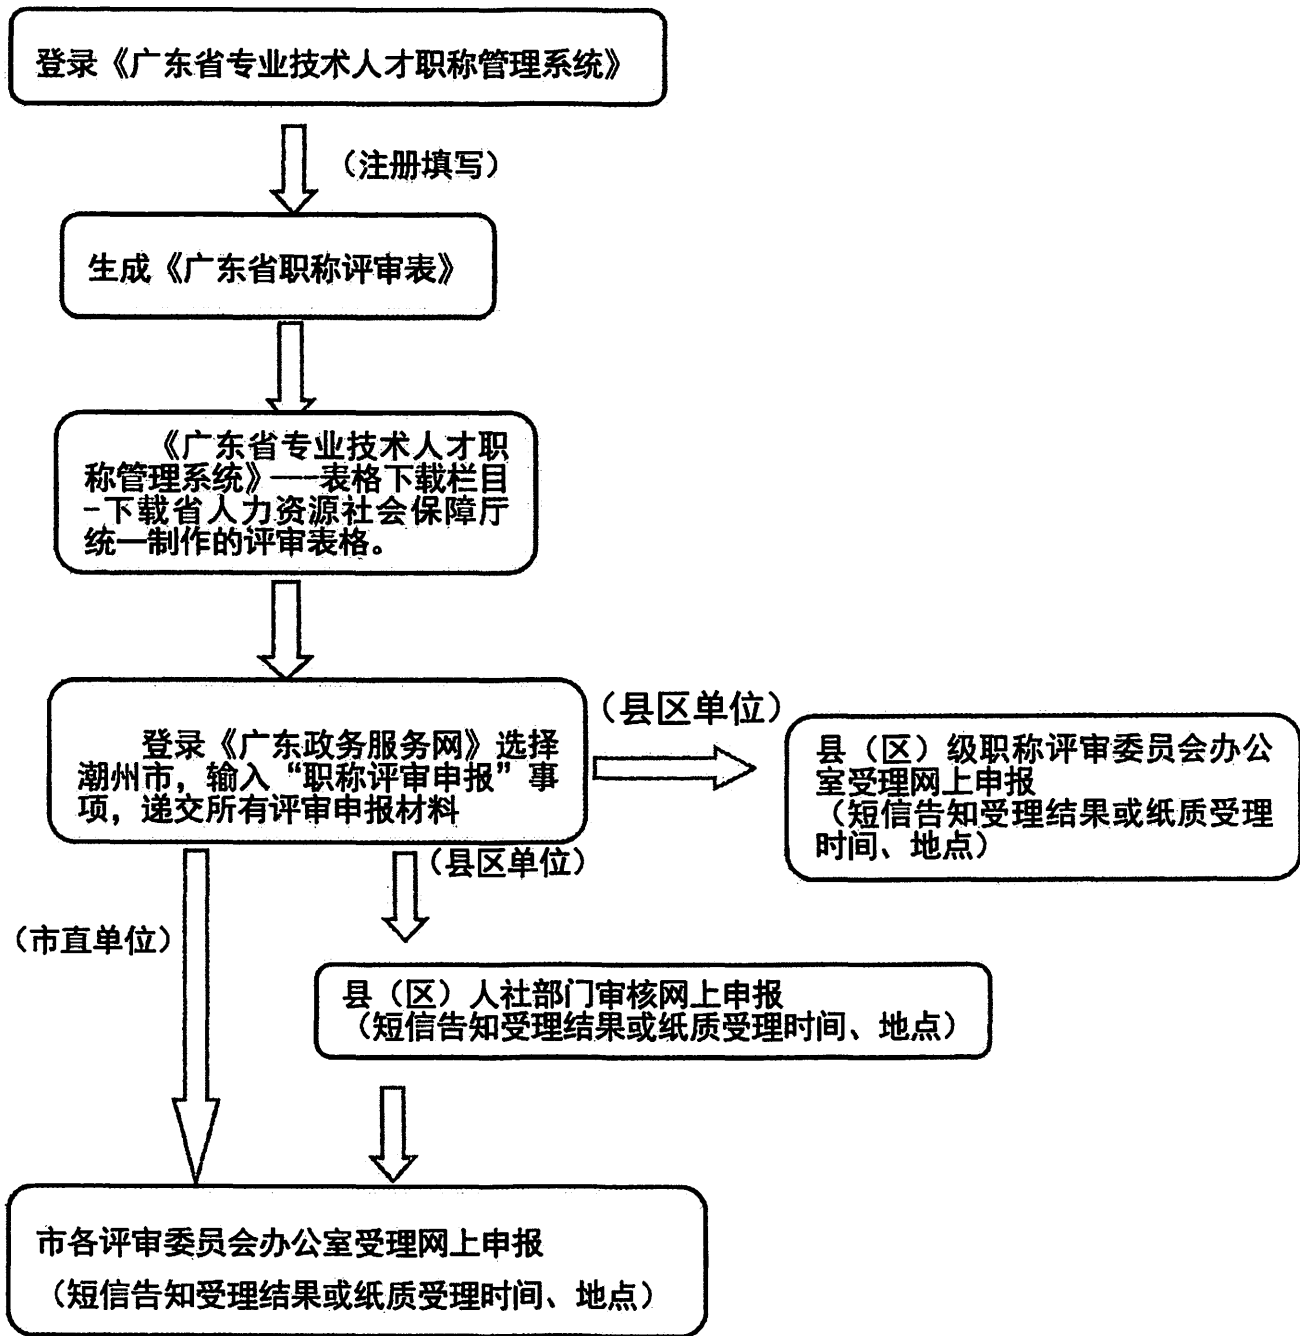 登录《广东省专业技术人才职称管理系统》
（注册填写）
生成《广东省职称评审表》
《广东省专业技术人才职
称管理系统》——表格下载栏目
-下载省人力资源社会保障厅
统一制作的评审表格。
登录《广东政务服务网》选择
潮州市，输入“职称评审申报”事
项，递交所有评审申报材料
（县区单位）
县（区）级职称评审委员会办公
室受理网上申报
（短信告知受理结果或纸质受理
时间、地点）
（县区单位）
（市直单位）
县（区）人社部门审核网上申报
（短信告知受理结果或纸质受理时间、地点）
市各评审委员会办公室受理网上申报
（短信告知受理结果或纸质受理时间、地点）